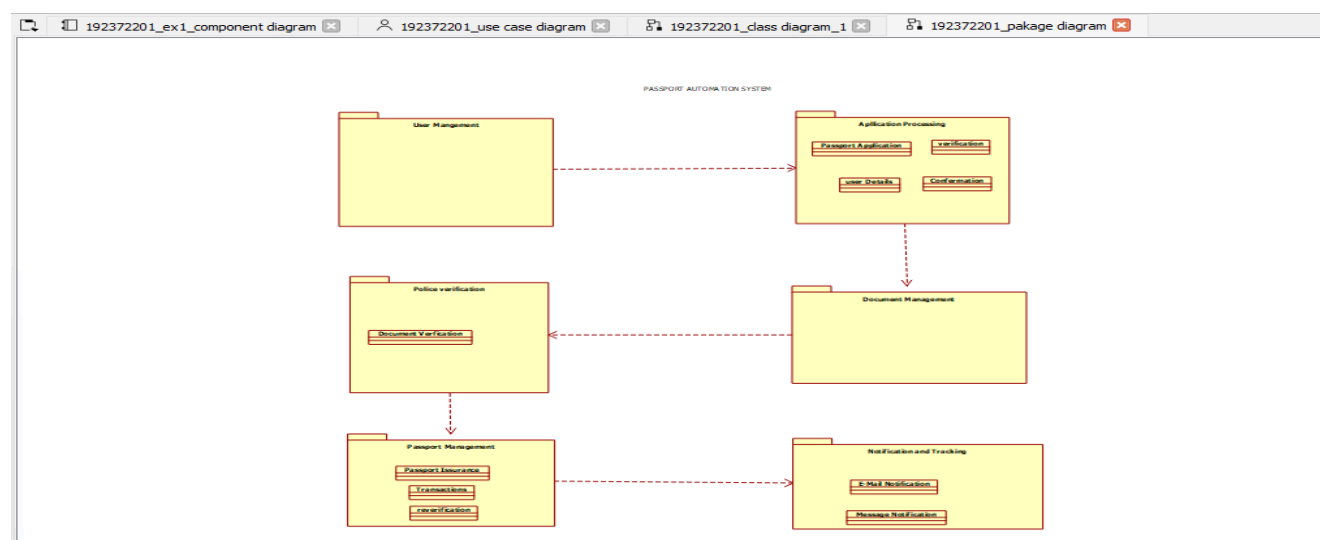 192372201_ex1_component diagram
192372201_use case diagram
192372201_class diagram_1
192372201_pakage diagram
PASSPORT AUTOMATION SYSTEM
User Mangement
Apllication Processing
Passport Application
verification
user Details
Conformation
Police verification
Document Verfication
Document Management
Passport Management
Passport Issurance
Transactions
reverification
Notification and Tracking
E-Mail Notification
Message Notification